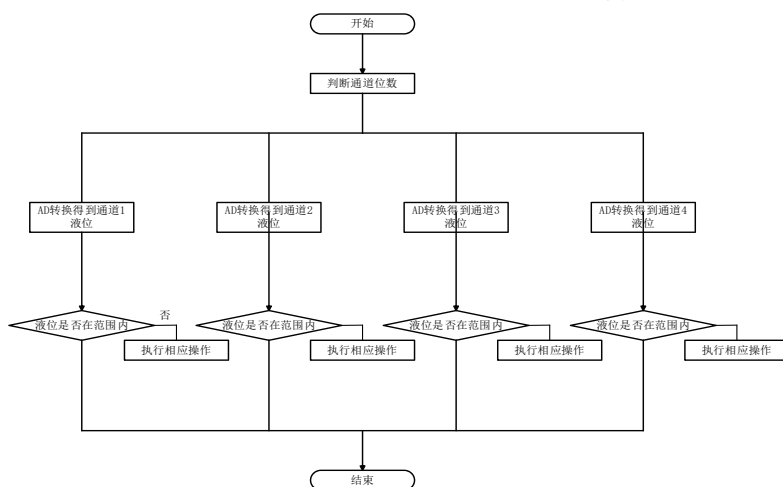 开始
判断通道位数
AD转换得到通道1
液位
AD转换得到通道2
液位
AD转换得到通道3
液位
AD转换得到通道4
液位
否
液位是否在范围内
液位是否在范围内
液位是否在范围内
液位是否在范围内
执行相应操作
执行相应操作
执行相应操作
执行相应操作
结束